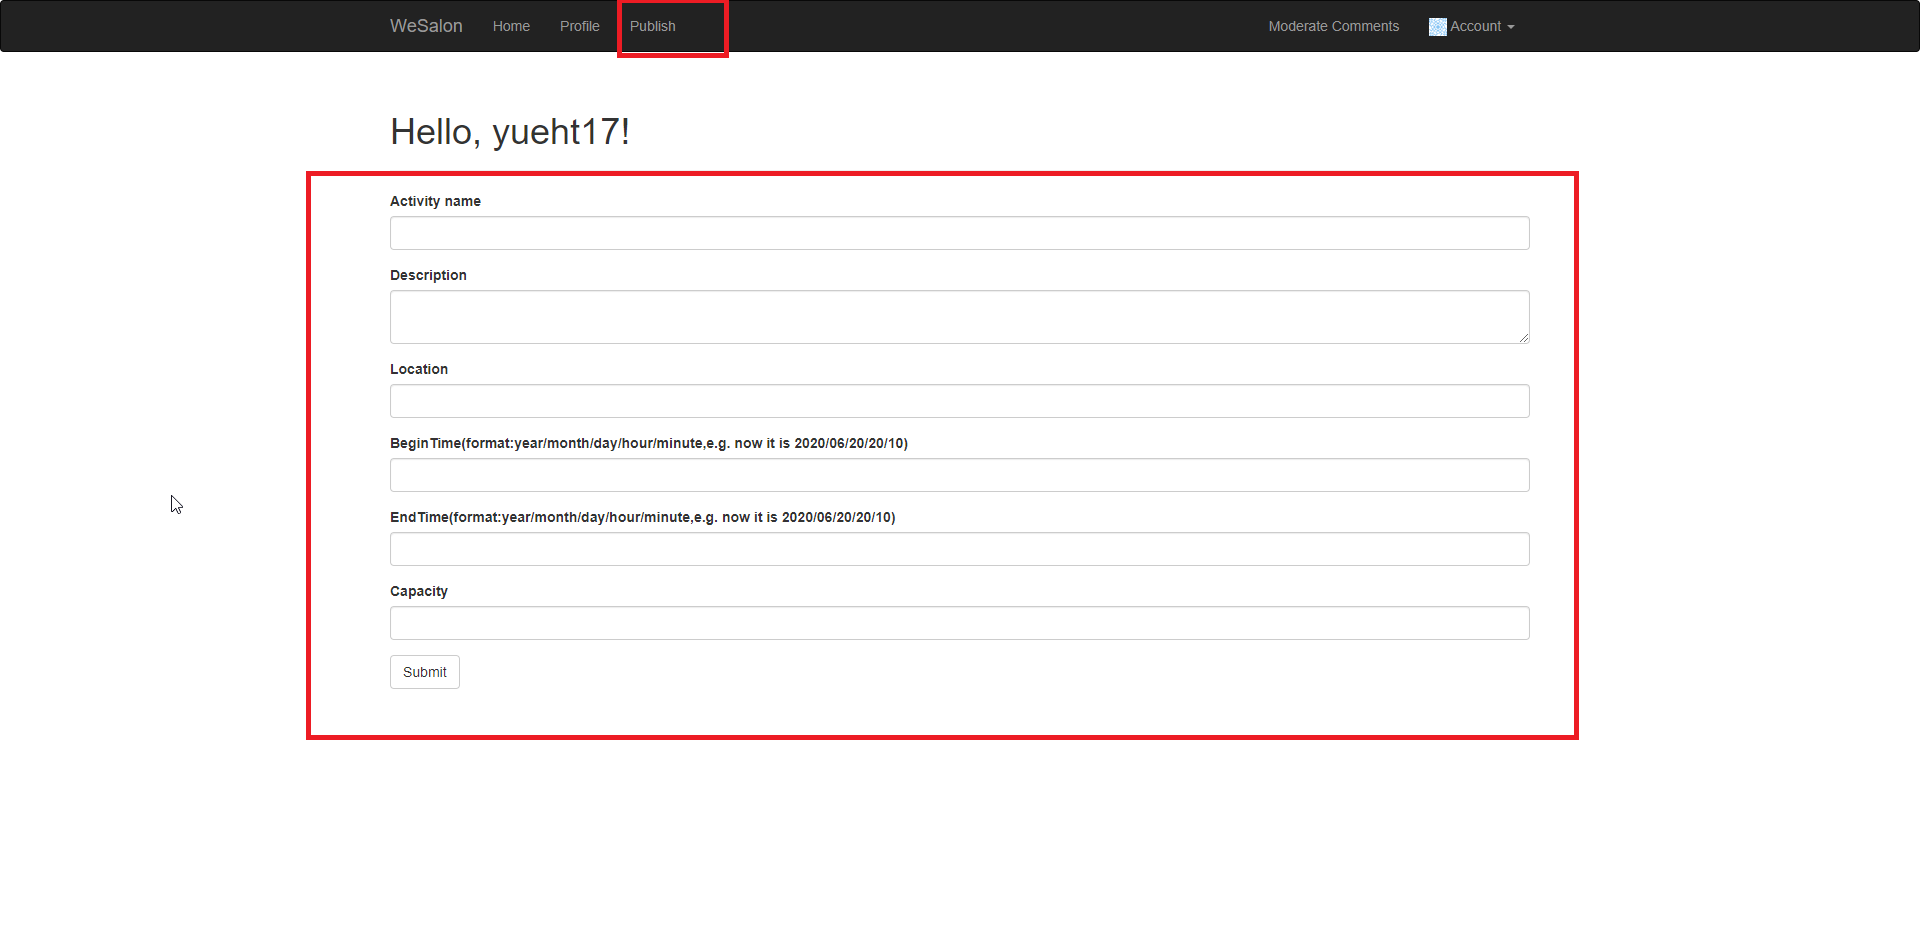 WeSalon Home Profile Publish Moderate Comments Account
Hello, yueht17!
Activity name
Description
Location
BeginTime(format:year/month/day/hour/minute,e.g. now it is 2020/06/20/20/10)
EndTime(format:year/month/day/hour/minute,e.g. now it is 2020/06/20/20/10)
Capacity
Submit